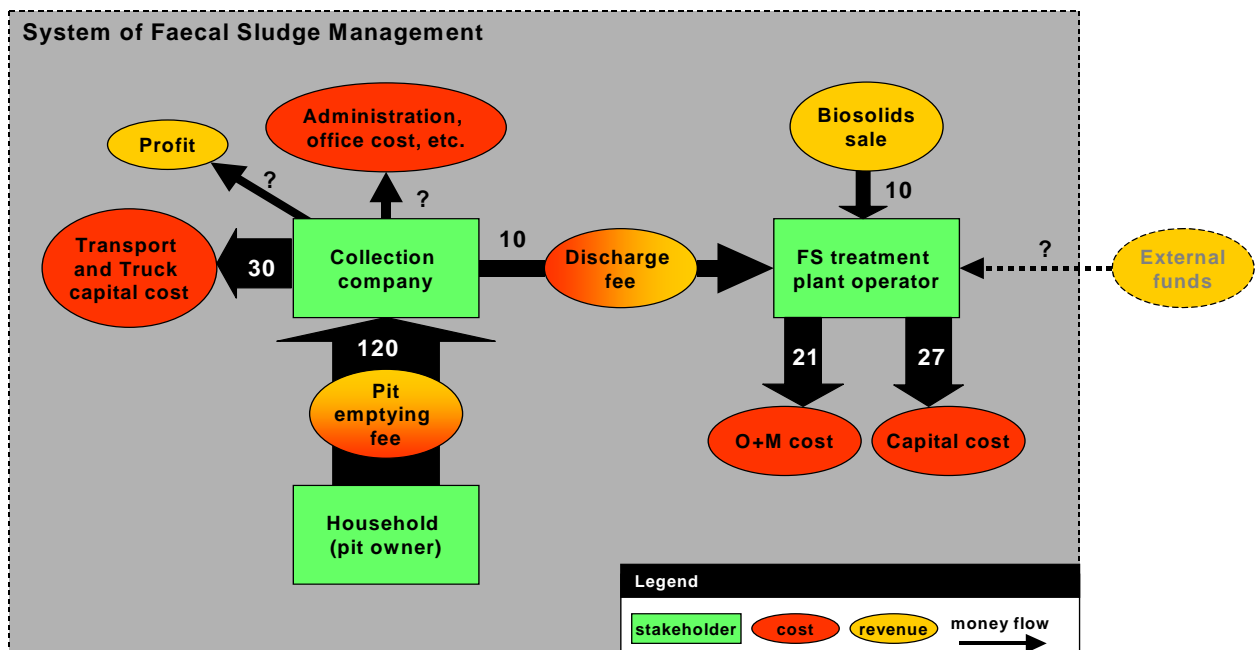 System of Faecal Sludge Management
Administration,
office cost, etc.
Profit
?
?
Transport
and Truck
capital cost
30
Collection
company
10
Discharge
fee
Biosolids
sale
10
FS treatment
plant operator
?
External
funds
120
Pit
emptying
fee
21
27
O+M cost
Capital cost
Household
(pit owner)
Legend
stakeholder
cost
revenue
money flow